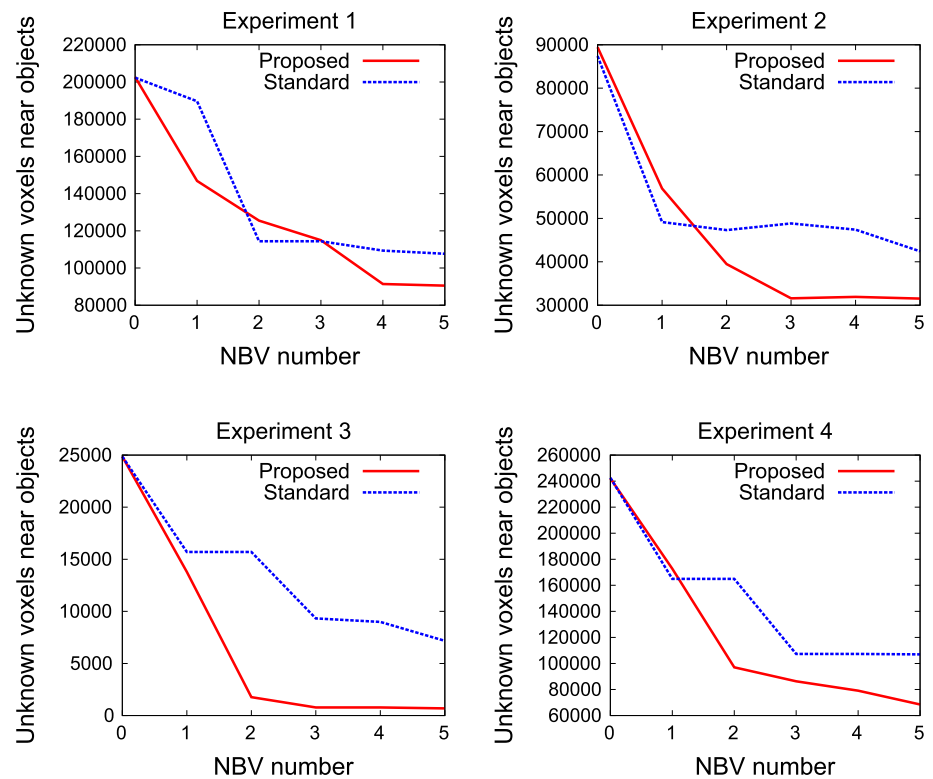 Experiment 1
Unknown voxels near objects
220000
200000
180000
160000
140000
120000
100000
80000
Proposed
Standard
0 1 2 3 4 5
NBV number
Experiment 2
Unknown voxels near objects
90000
80000
70000
60000
50000
40000
30000
Proposed
Standard
0 1 2 3 4 5
NBV number
Experiment 3
Unknown voxels near objects
25000
20000
15000
10000
5000
0
Proposed
Standard
0 1 2 3 4 5
NBV number
Experiment 4
Unknown voxels near objects
260000
240000
220000
200000
180000
160000
140000
120000
100000
80000
60000
Proposed
Standard
0 1 2 3 4 5
NBV number